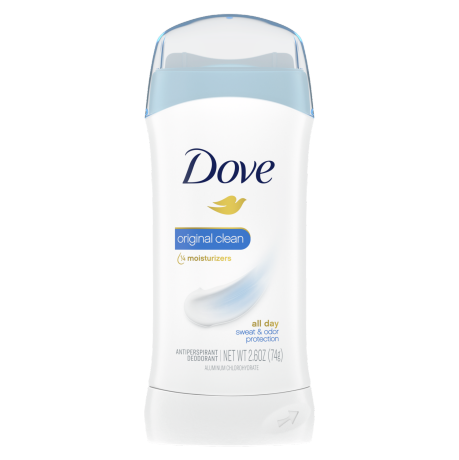 Dove
original clean
¼ moisturizers
all day
sweat & odor
protection
ANTIPERSPIRANT
DEODORANT
NET WT 2.6OZ (74g)
ALUMINUM CHLOROHYDRATE